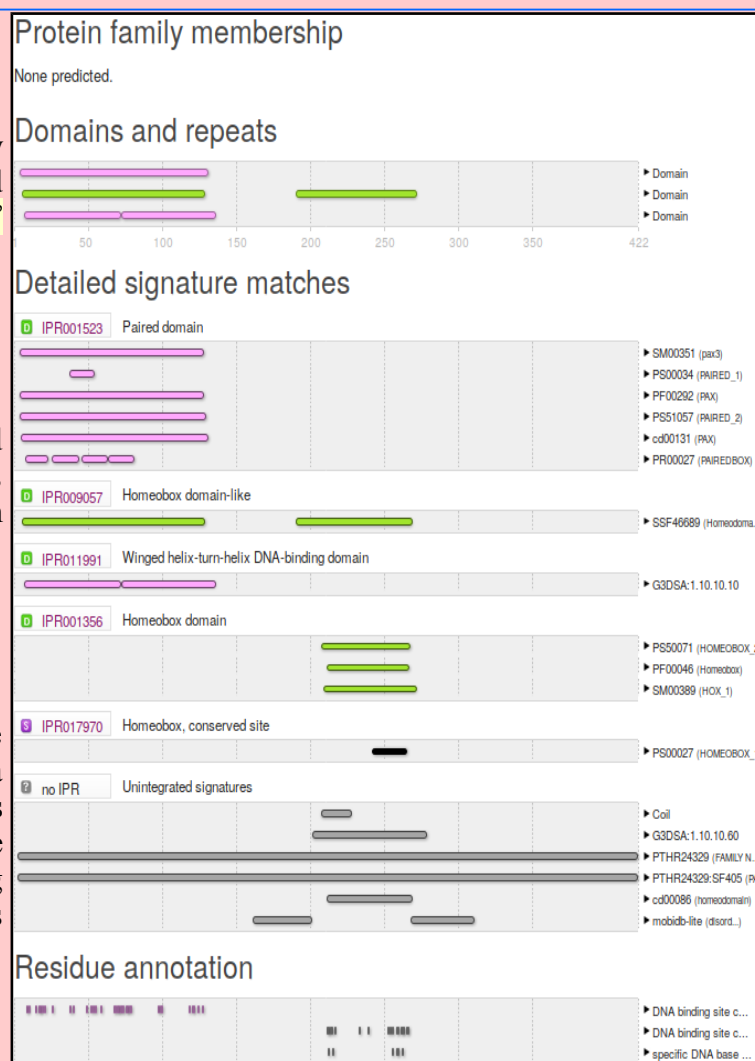 Protein family membership
None predicted.
Domains and repeats
Domain
Domain
Domain
1 50 100 150 200 250 300 350 422
Detailed signature matches
D IPR001523 Paired domain
SM00351 (pax3)
PS00034 (PAIRED_1)
PF00292 (PAX)
PS51057 (PAIRED_2)
cd00131 (PAX)
PR00027 (PAIREDBOX)
D IPR009057 Homeobox domain-like
SSF46689 (Homeodoma...
D IPR011991 Winged helix-turn-helix DNA-binding domain
G3DSA:1.10.10.10
D IPR001356 Homeobox domain
PS50071 (HOMEOBOX_2
PF00046 (Homeobox)
SM00389 (HOX_1)
S IPR017970 Homeobox, conserved site
PS00027 (HOMEOBOX_
? no IPR Unintegrated signatures
Coil
G3DSA:1.10.10.60
PTHR24329 (FAMILY N...
PTHR24329:SF405 (PA
cd00086 (homeodomain)
mobidb-lite (disord...)
Residue annotation
DNA binding site c...
DNA binding site c...
specific DNA base ...